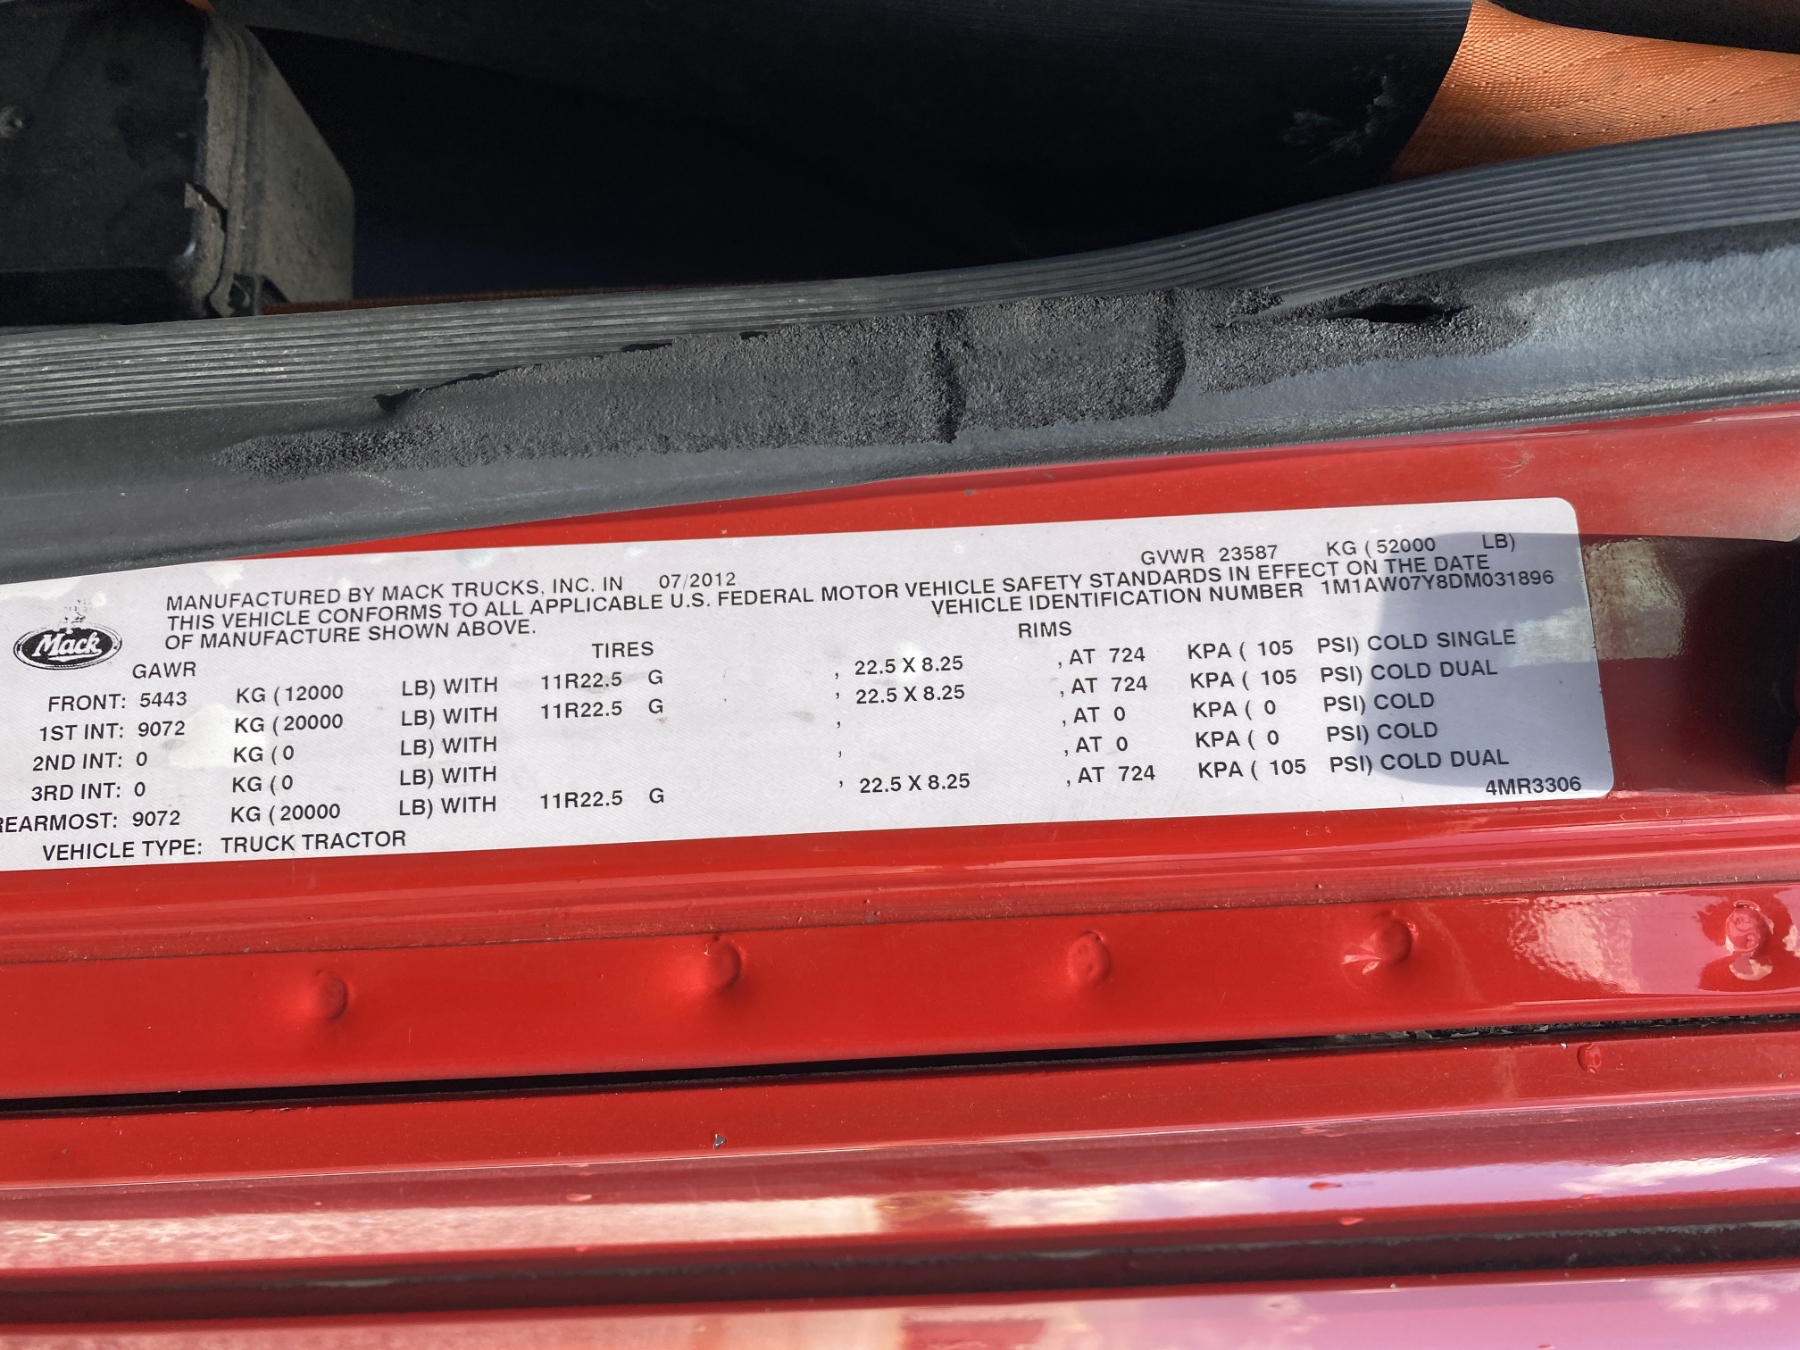 GVWR 23587 KG ( 52000 LB)
MANUFACTURED BY MACK TRUCKS, INC. IN 07/2012
THIS VEHICLE CONFORMS TO ALL APPLICABLE U.S. FEDERAL MOTOR VEHICLE SAFETY STANDARDS IN EFFECT ON THE DATE
OF MANUFACTURE SHOWN ABOVE. VEHICLE IDENTIFICATION NUMBER 1M1AW07Y8DM031896
Mack
GAWR TIRES RIMS
FRONT: 5443 KG ( 12000 LB) WITH 11R22.5 G , 22.5 X 8.25 , AT 724 KPA ( 105 PSI) COLD SINGLE
1ST INT: 9072 KG ( 20000 LB) WITH 11R22.5 G , 22.5 X 8.25 , AT 724 KPA ( 105 PSI) COLD DUAL
2ND INT: 0 KG ( 0 LB) WITH , , AT 0 KPA ( 0 PSI) COLD
3RD INT: 0 KG ( 0 LB) WITH , , AT 0 KPA ( 0 PSI) COLD
REARMOST: 9072 KG ( 20000 LB) WITH 11R22.5 G , 22.5 X 8.25 , AT 724 KPA ( 105 PSI) COLD DUAL
VEHICLE TYPE: TRUCK TRACTOR 4MR3306